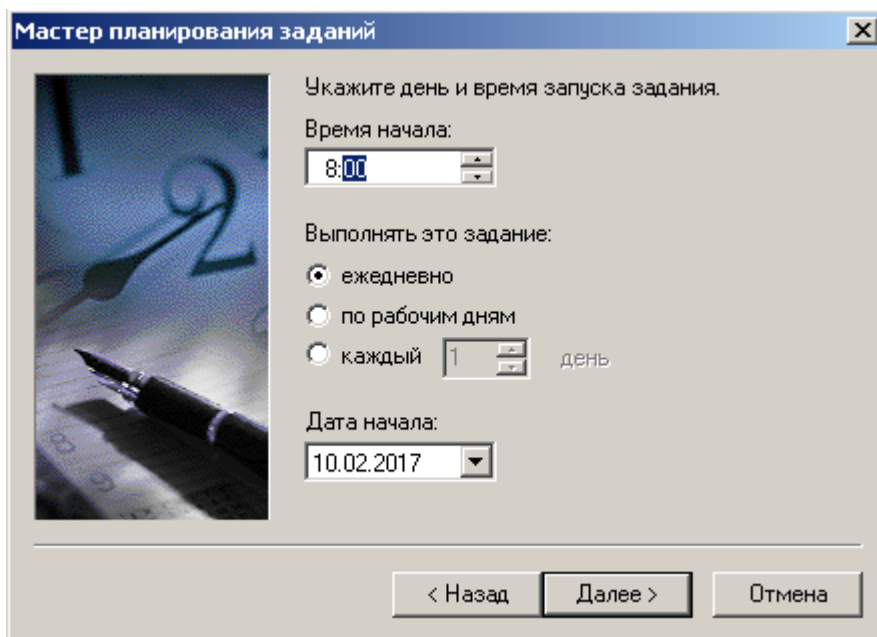 Мастер планирования заданий
Укажите день и время запуска задания.
Время начала:
8:00
Выполнять это задание:
ежедневно
по рабочим дням
каждый 1 день
Дата начала:
10.02.2017
< Назад Далее > Отмена
2